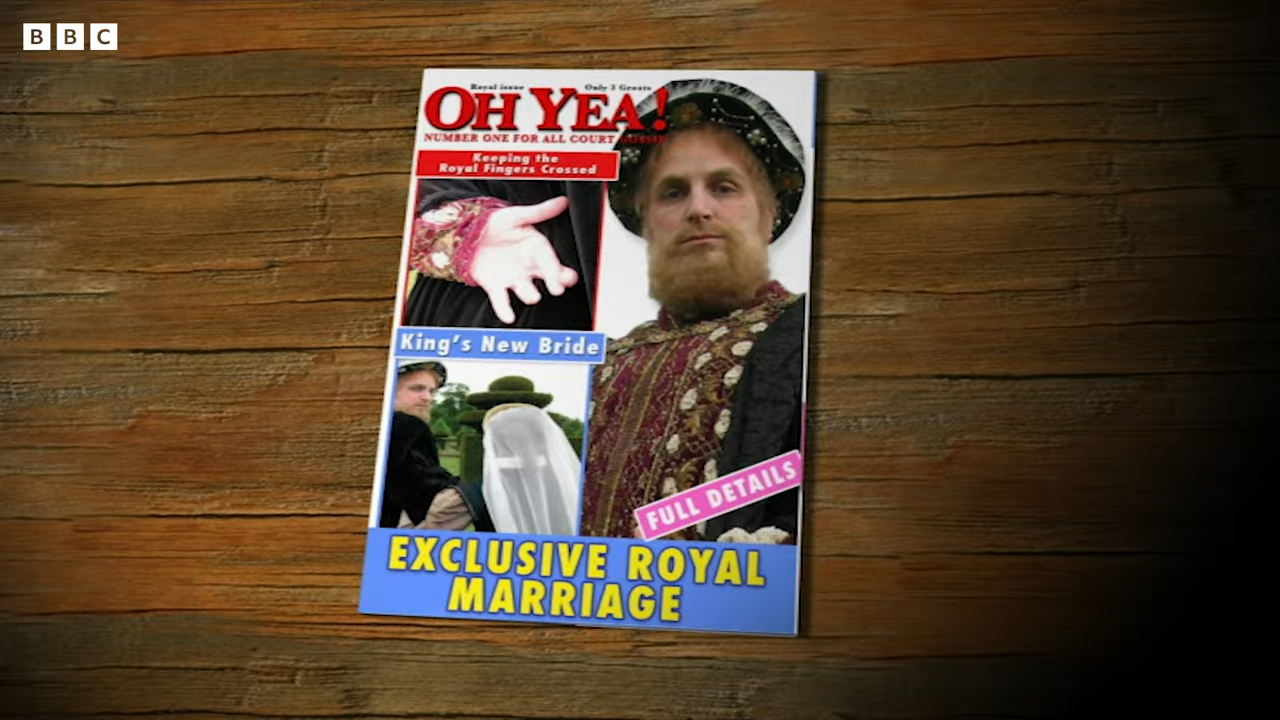 BBC
Royal issue Only 3 Groats
OH YEA!
NUMBER ONE FOR ALL COURT GOSSIP
Keeping the
Royal Fingers Crossed
King's New Bride
FULL DETAILS
EXCLUSIVE ROYAL
MARRIAGE